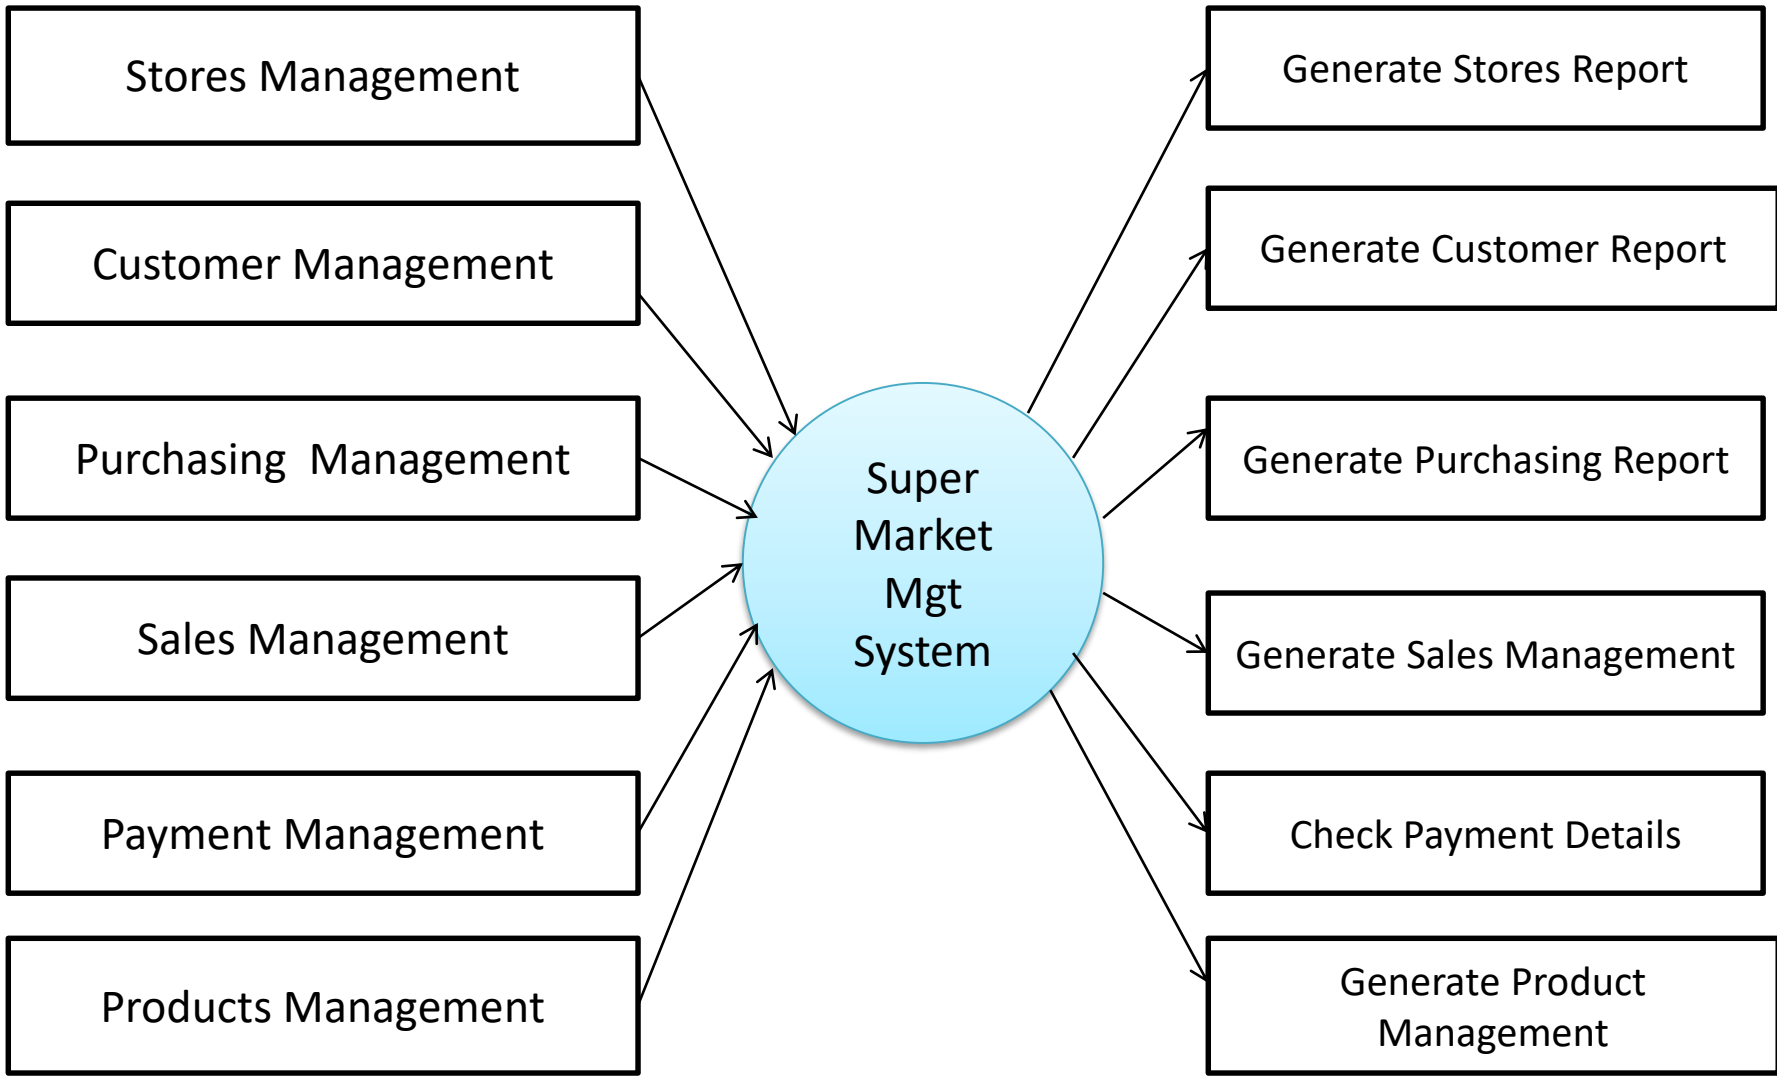 Stores Management
Customer Management
Purchasing  Management
Sales Management
Payment Management
Products Management
Super
Market
Mgt
System
Generate Stores Report
Generate Customer Report
Generate Purchasing Report
Generate Sales Management
Check Payment Details
Generate Product
Management